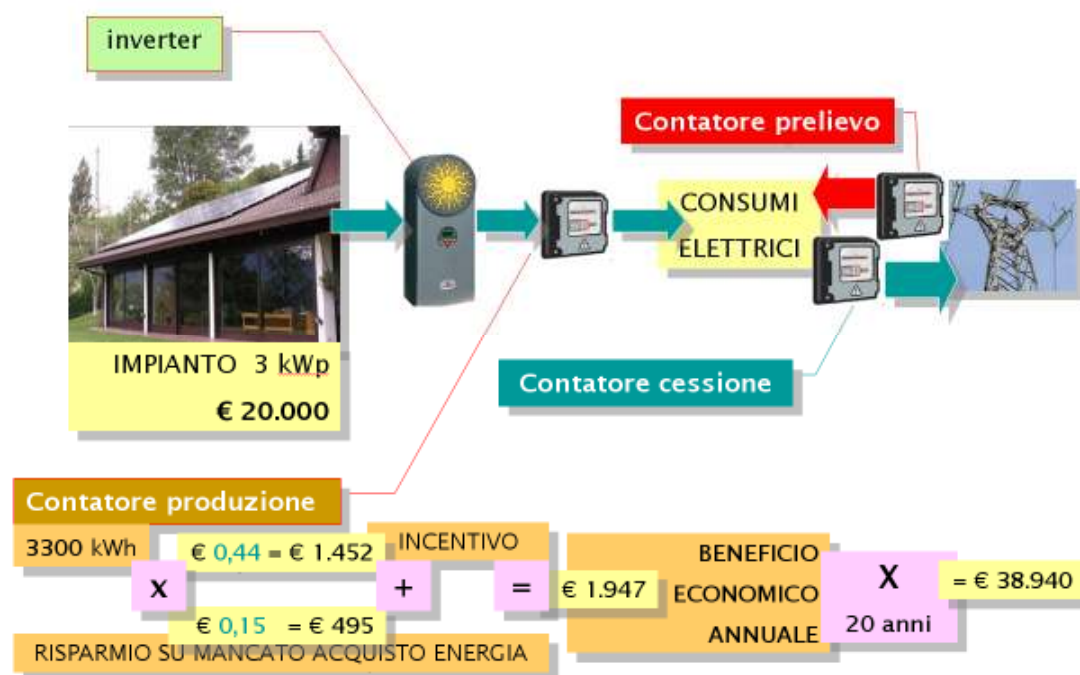 inverter
Contatore prelievo
CONSUMI
ELETTRICI
IMPIANTO 3 kWp
€ 20.000
Contatore cessione
Contatore produzione
3300 kWh
x
€ 0,44 = € 1.452
INCENTIVO
+
€ 0,15 = € 495
RISPARMIO SU MANCATO ACQUISTO ENERGIA
=
€ 1.947
BENEFICIO
ECONOMICO
ANNUALE
X
20 anni
= € 38.940